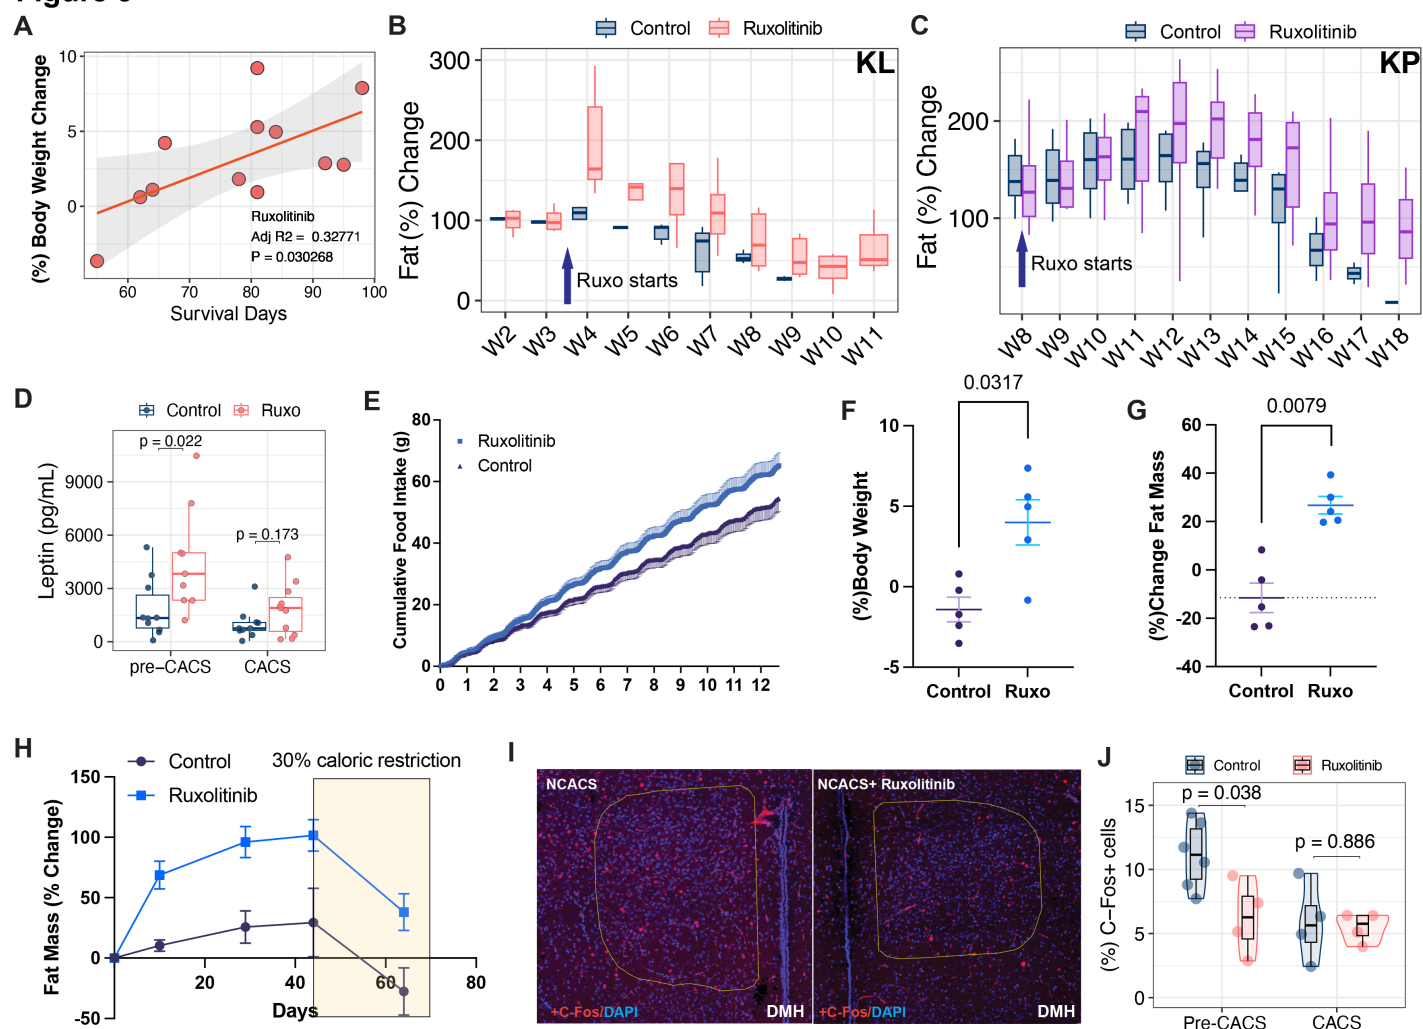 A
(%) Body Weight Change
10
5
0
Ruxolitinib
Adj R2 = 0.32771
P = 0.030268
60 70 80 90 100
Survival Days
B
Control Ruxolitinib
KL
Fat (%) Change
300
200
100
0
Ruxo starts
W2 W3 W4 W5 W6 W7 W8 W9 W10 W11
C
Control Ruxolitinib
KP
Fat (%) Change
200
100
Ruxo starts
W8 W9 W10 W11 W12 W13 W14 W15 W16 W17 W18
D
Control Ruxo
Leptin (pg/mL)
9000
6000
3000
0
p = 0.022
p = 0.173
pre–CACS CACS
E
Cumulative Food Intake (g)
80
60
40
20
0
Ruxolitinib
Control
0 1 2 3 4 5 6 7 8 9 10 11 12
F
0.0317
(%)Body Weight
10
5
0
-5
Control Ruxo
G
0.0079
(%)Change Fat Mass
60
40
20
0
-20
-40
Control Ruxo
H
Control
Ruxolitinib
30% caloric restriction
Fat Mass (% Change)
150
100
50
0
-50
20 40 60 80
Days
I
NCACS
+C-Fos/DAPI
DMH
NCACS+ Ruxolitinib
+C-Fos/DAPI
DMH
J
Control Ruxolitinib
(%) C–Fos+ cells
15
10
5
0
p = 0.038
p = 0.886
Pre-CACS CACS